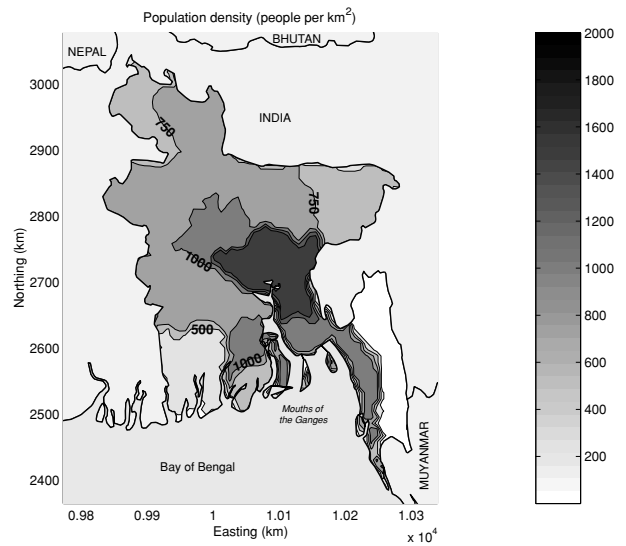 Population density (people per km²)
NEPAL
BHUTAN
INDIA
750
750
1000
500
1000
Mouths of
the Ganges
Bay of Bengal
MUYANMAR
Northing (km)
3000
2900
2800
2700
2600
2500
2400
0.98
0.99
1
1.01
1.02
1.03
x 10⁴
Easting (km)
2000
1800
1600
1400
1200
1000
800
600
400
200